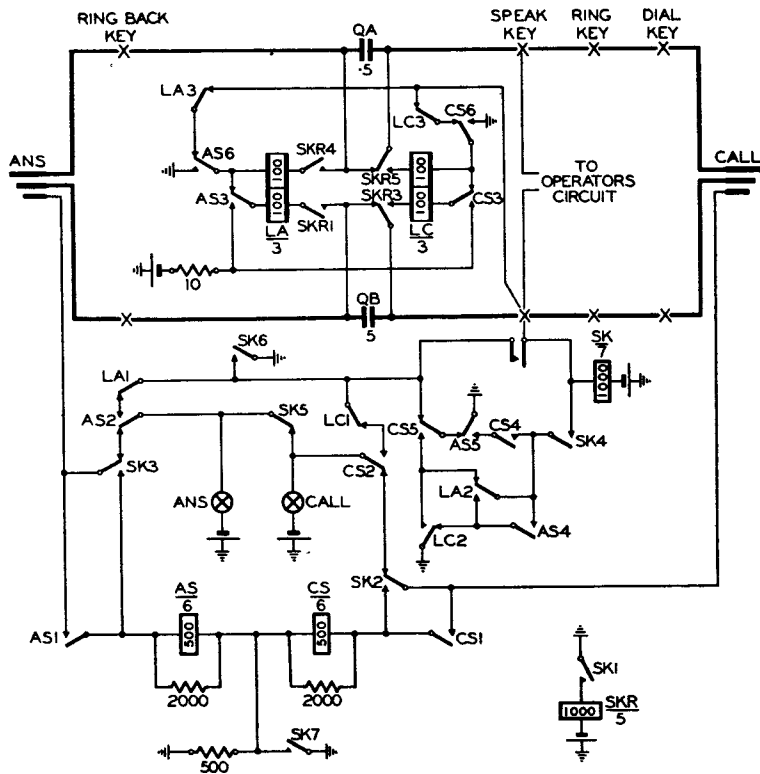 RING BACK KEY
QA
.5
SPEAK KEY
RING KEY
DIAL KEY
LA3
LC3
CS6
ANS
AS6
SKR4
SKR5
CALL
100
100
AS3
SKR3
CS3
TO OPERATORS CIRCUIT
100
100
LA
3
SKR1
LC
3
10
QB
5
SK6
SK
7
1000
LA1
LC1
CS5
AS5
CS4
SK4
AS2
SK5
CS2
SK3
LA2
ANS
CALL
LC2
AS4
SK2
AS
6
CS
6
AS1
500
500
CS1
2000
2000
SK1
SK7
500
1000
SKR
5